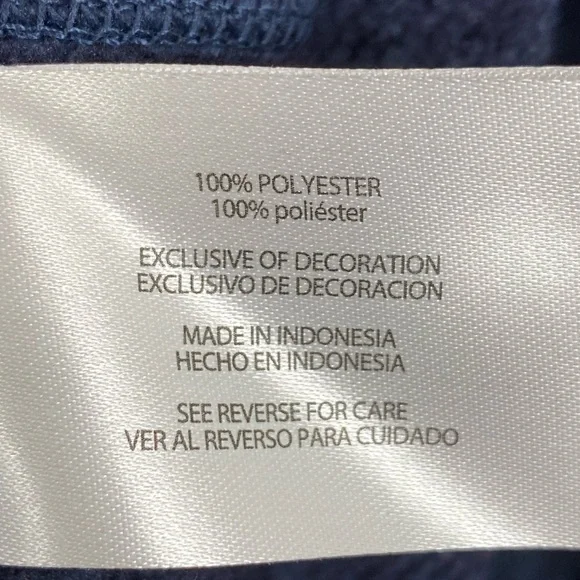 100% POLYESTER
100% poliéster
EXCLUSIVE OF DECORATION
EXCLUSIVO DE DECORACION
MADE IN INDONESIA
HECHO EN INDONESIA
SEE REVERSE FOR CARE
VER AL REVERSO PARA CUIDADO